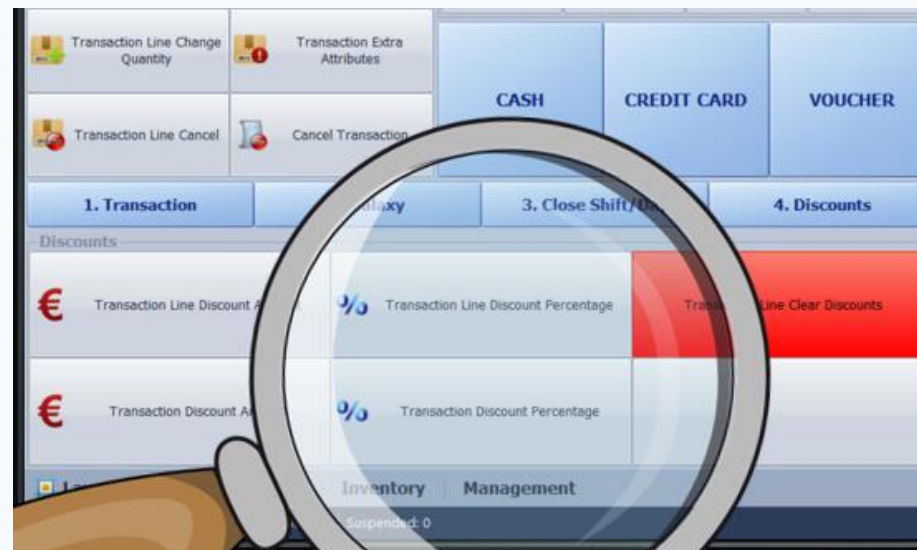 Transaction Line Change
Quantity
Transaction Extra
Attributes
CASH
CREDIT CARD
VOUCHER
Transaction Line Cancel
Cancel Transaction
1. Transaction
3. Close
4. Discounts
Discounts
€ Transaction Line Discount
% Transaction Line Discount Percentage
Line Clear Discounts
€ Transaction Discount
% Transaction Discount Percentage
Inventory
Management
Suspended: 0